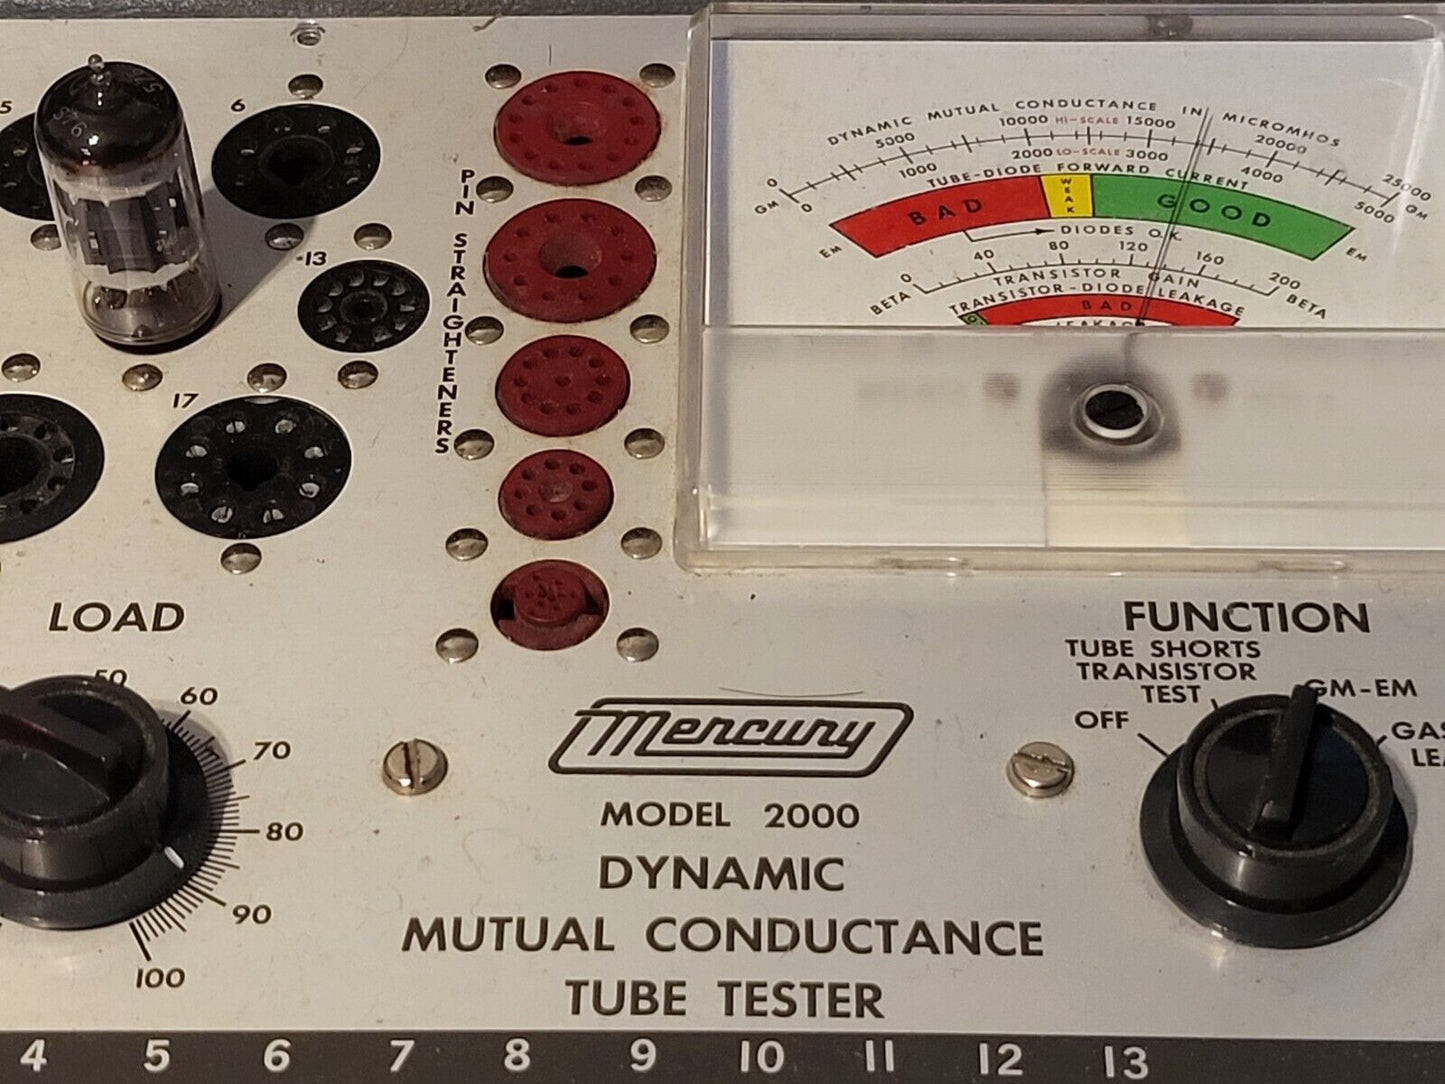 5
6
13
17
PIN STRAIGHTENERS
DYNAMIC MUTUAL CONDUCTANCE IN MICROMHOS
0 5000 10000 HI-SCALE 15000 20000 25000
GM 0 1000 2000 LO-SCALE 3000 4000 5000 GM
TUBE-DIODE FORWARD CURRENT
BAD WEAK GOOD
EM EM
DIODES O.K.
0 40 80 120 160 200
BETA TRANSISTOR GAIN BETA
TRANSISTOR-DIODE LEAKAGE
BAD
LOAD
50
60
70
80
90
100
FUNCTION
TUBE SHORTS
TRANSISTOR
TEST
GM-EM
OFF
GAS
Mercury
MODEL 2000
DYNAMIC
MUTUAL CONDUCTANCE
TUBE TESTER
4 5 6 7 8 9 10 11 12 13